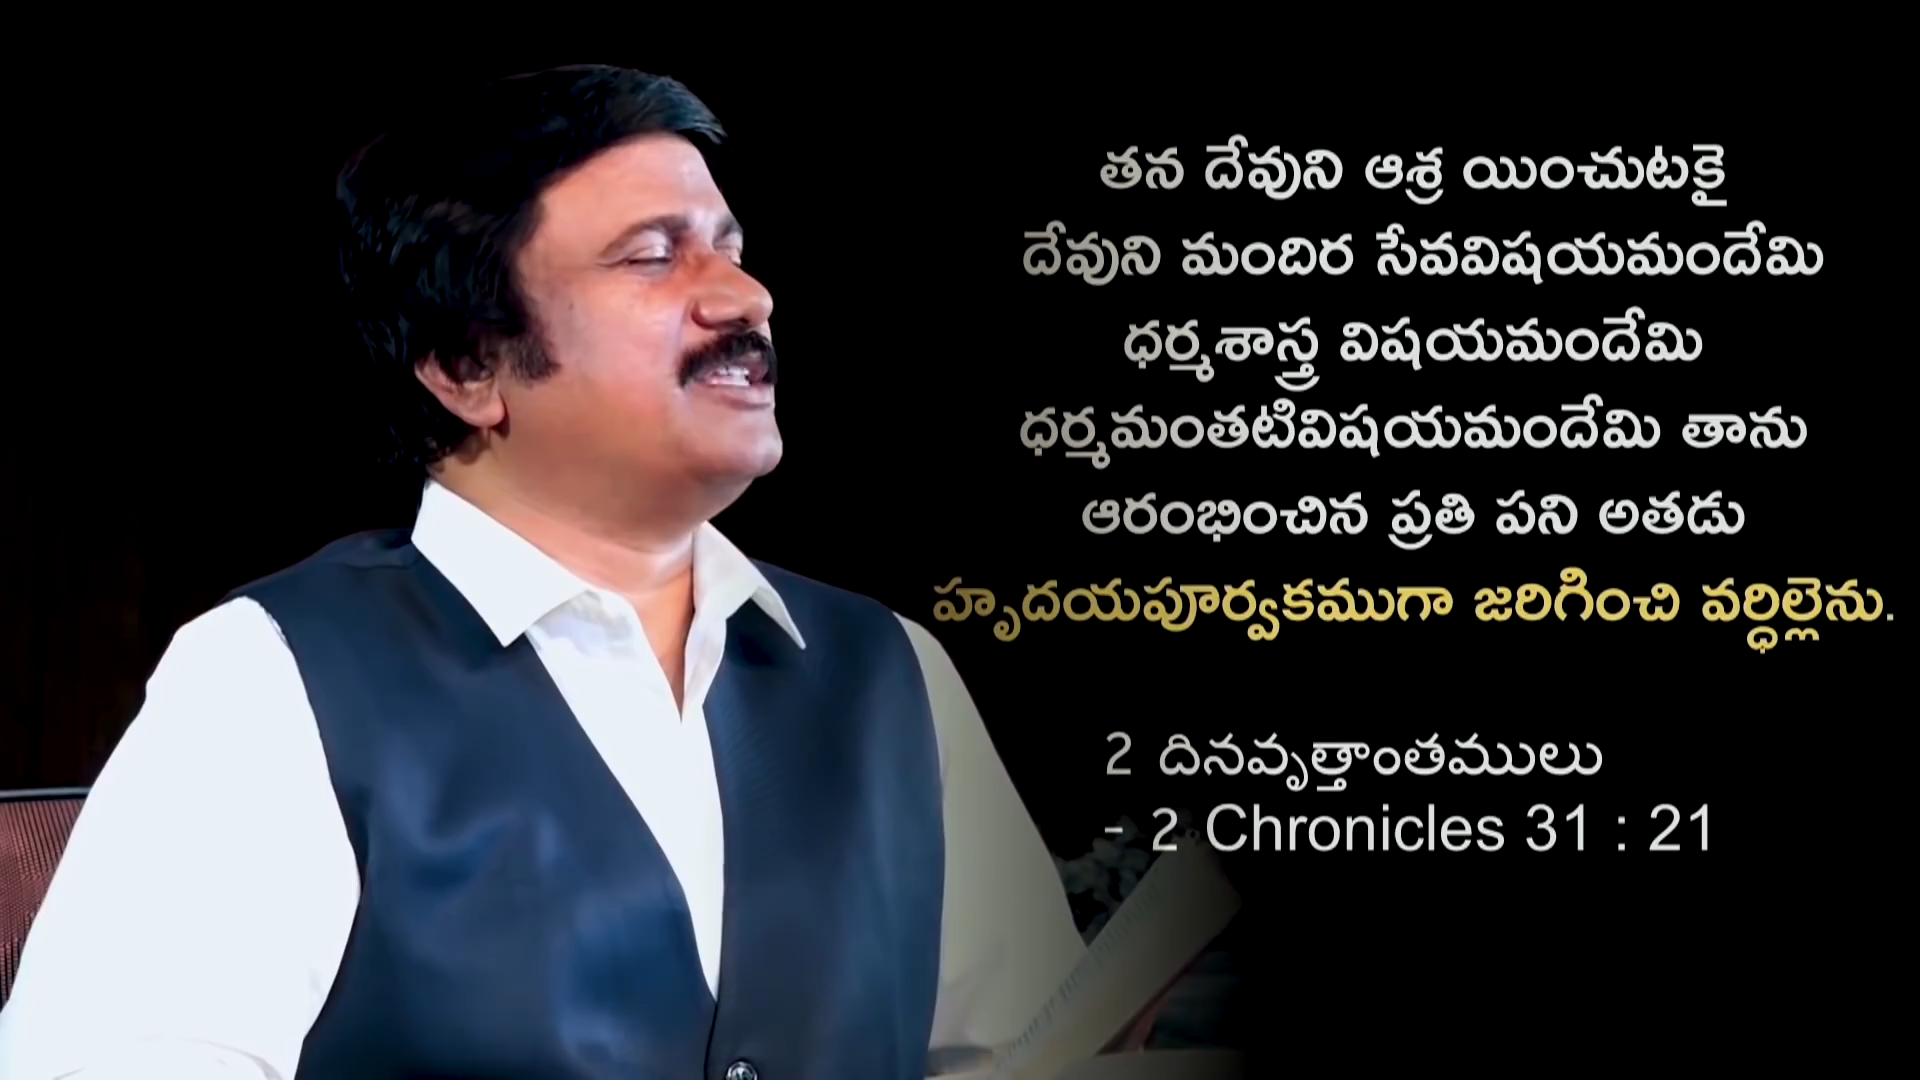 తన దేవుని ఆశ్ర యించుటకై
దేవుని మందిర సేవవిషయమందేమి
ధర్మశాస్త్ర విషయమందేమి
ధర్మమంతటివిషయమందేమి తాను
ఆరంభించిన ప్రతి పని అతడు
హృదయపూర్వకముగా జరిగించి వర్ధిల్లెను.
2 దినవృత్తాంతములు
- 2 Chronicles 31 : 21